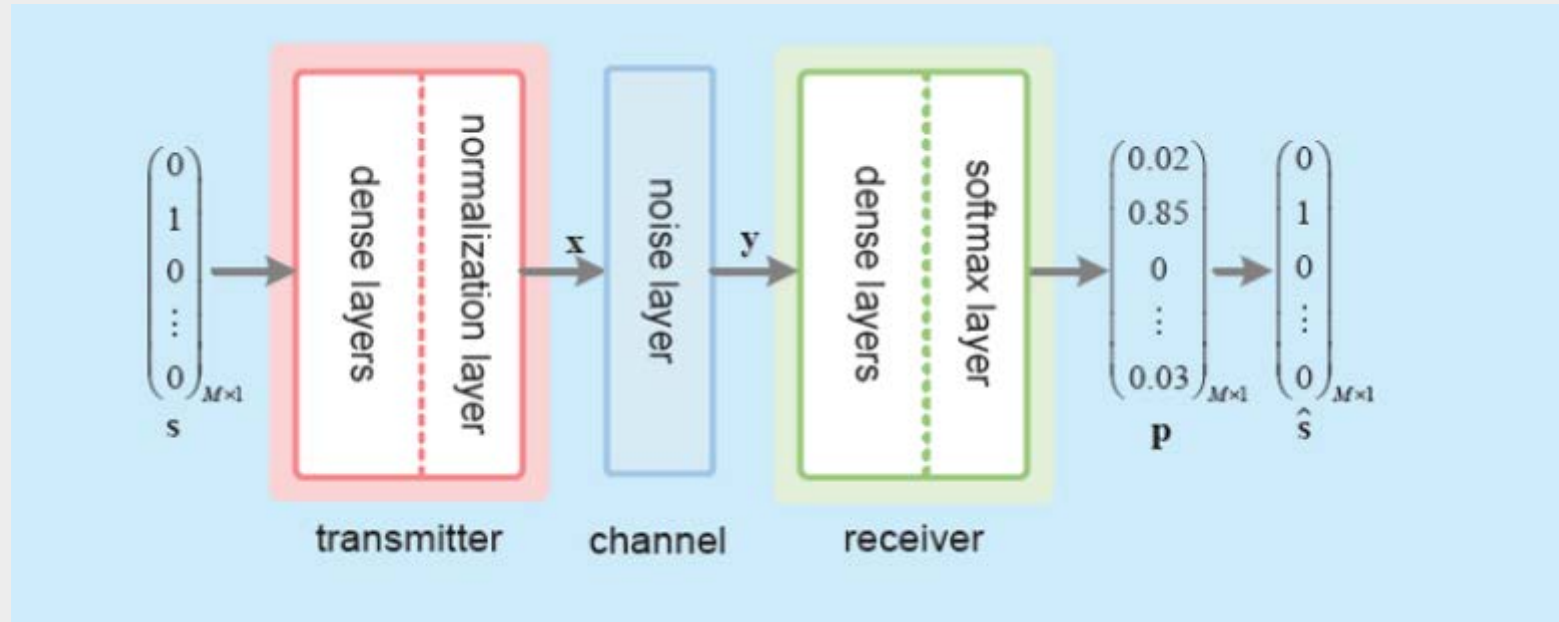 0
1
0
⋮
0
M×1
s
dense layers
normalization layer
transmitter
x
noise layer
channel
y
dense layers
softmax layer
receiver
0.02
0.85
0
⋮
0.03
M×1
p
0
1
0
⋮
0
M×1
ŝ